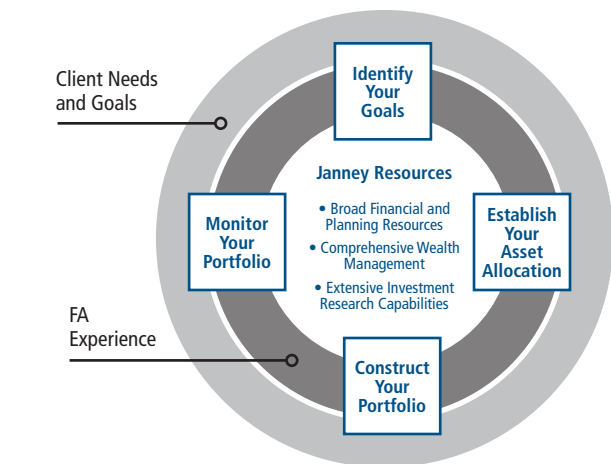 Client Needs
and Goals
Identify
Your
Goals
Janney Resources
• Broad Financial and
Planning Resources
• Comprehensive Wealth
Management
• Extensive Investment
Research Capabilities
Monitor
Your
Portfolio
Establish
Your
Asset
Allocation
FA
Experience
Construct
Your
Portfolio